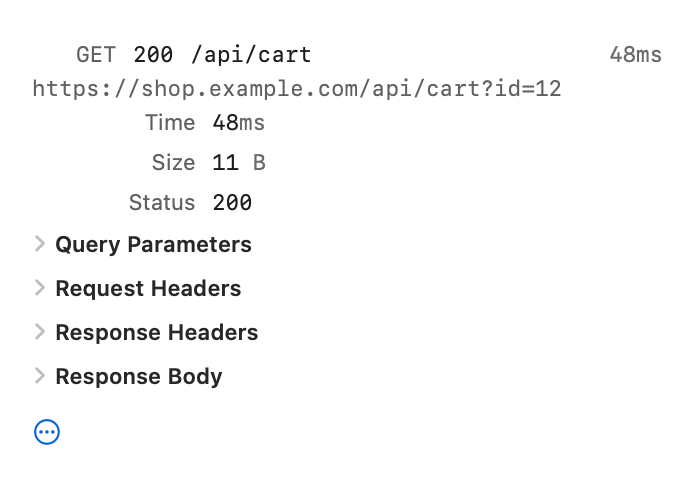 GET 200 /api/cart 48ms
https://shop.example.com/api/cart?id=12
Time 48ms
Size 11 B
Status 200
Query Parameters
Request Headers
Response Headers
Response Body